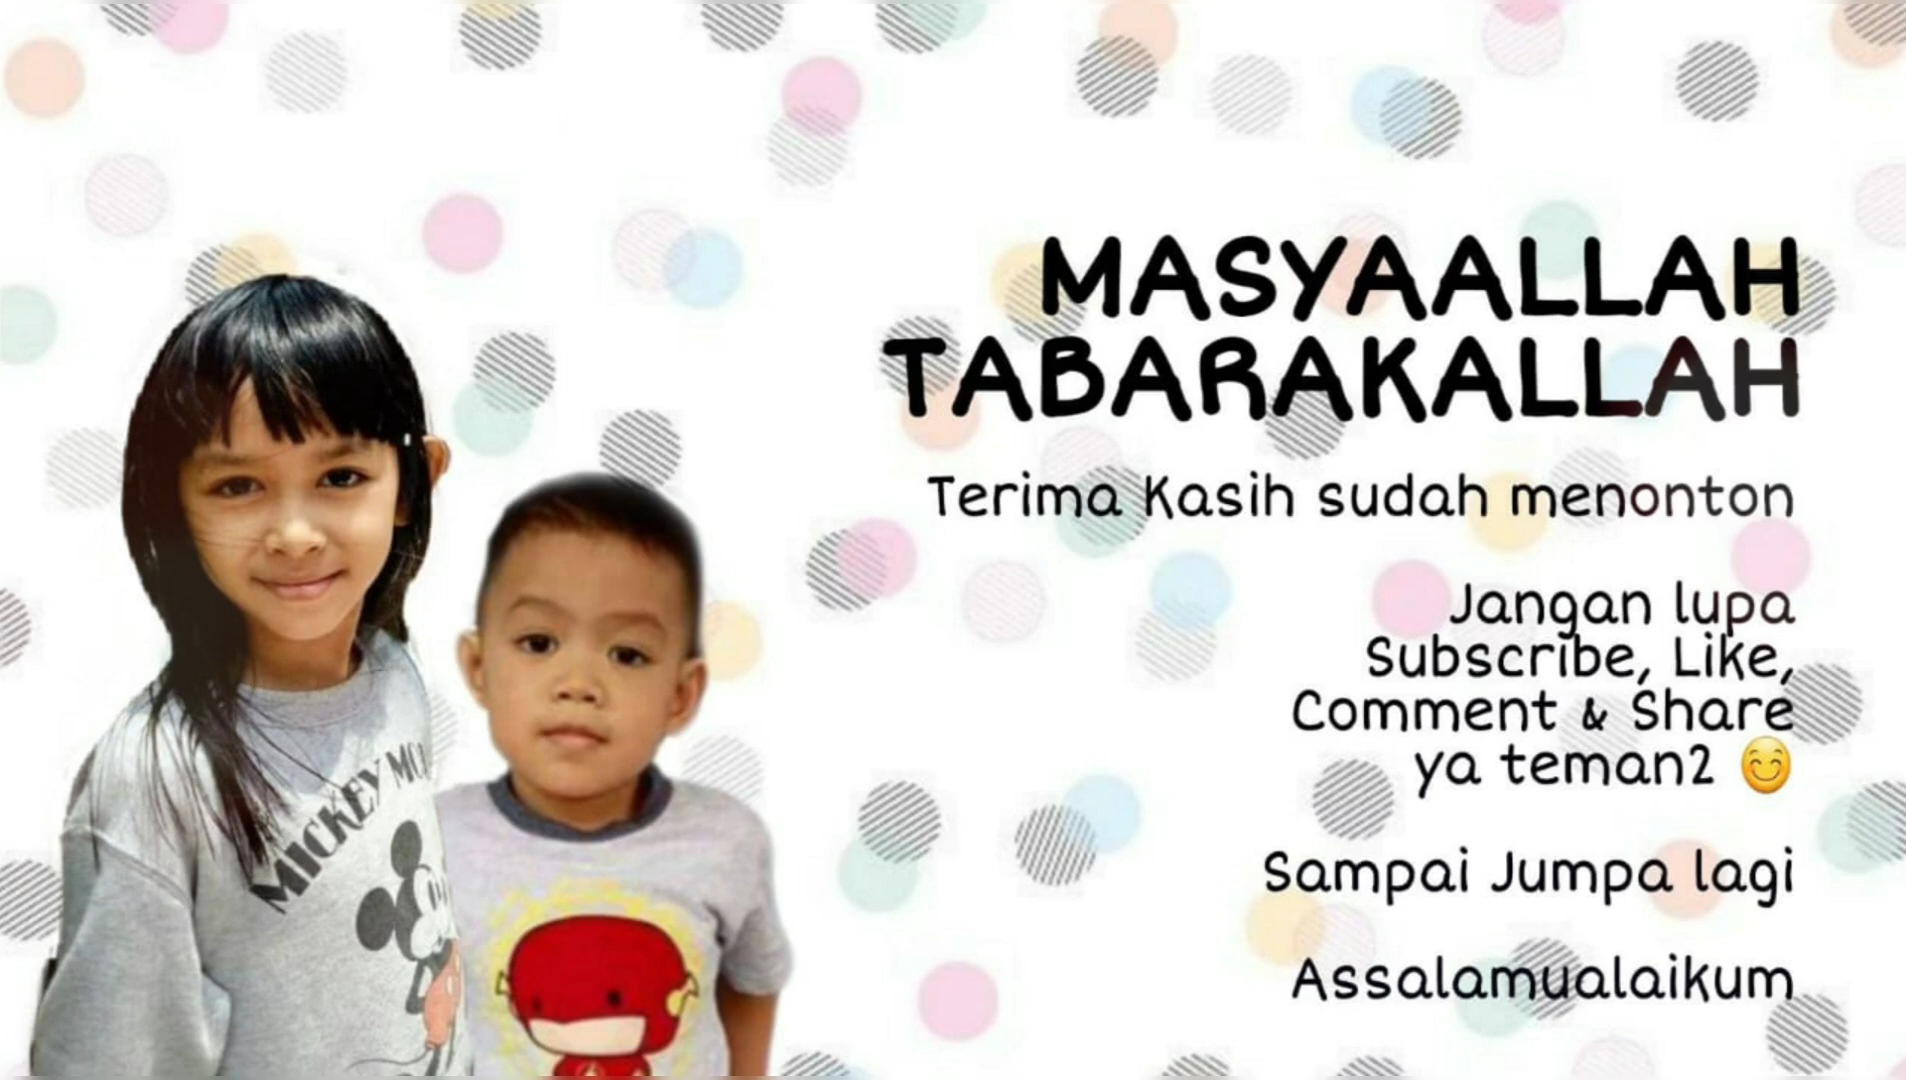 MASYAALLAH
TABARAKALLAH
Terima Kasih sudah menonton
Jangan lupa
Subscribe, Like,
Comment & Share
ya teman2 😊
Sampai Jumpa lagi
Assalamualaikum
MICKEY MO